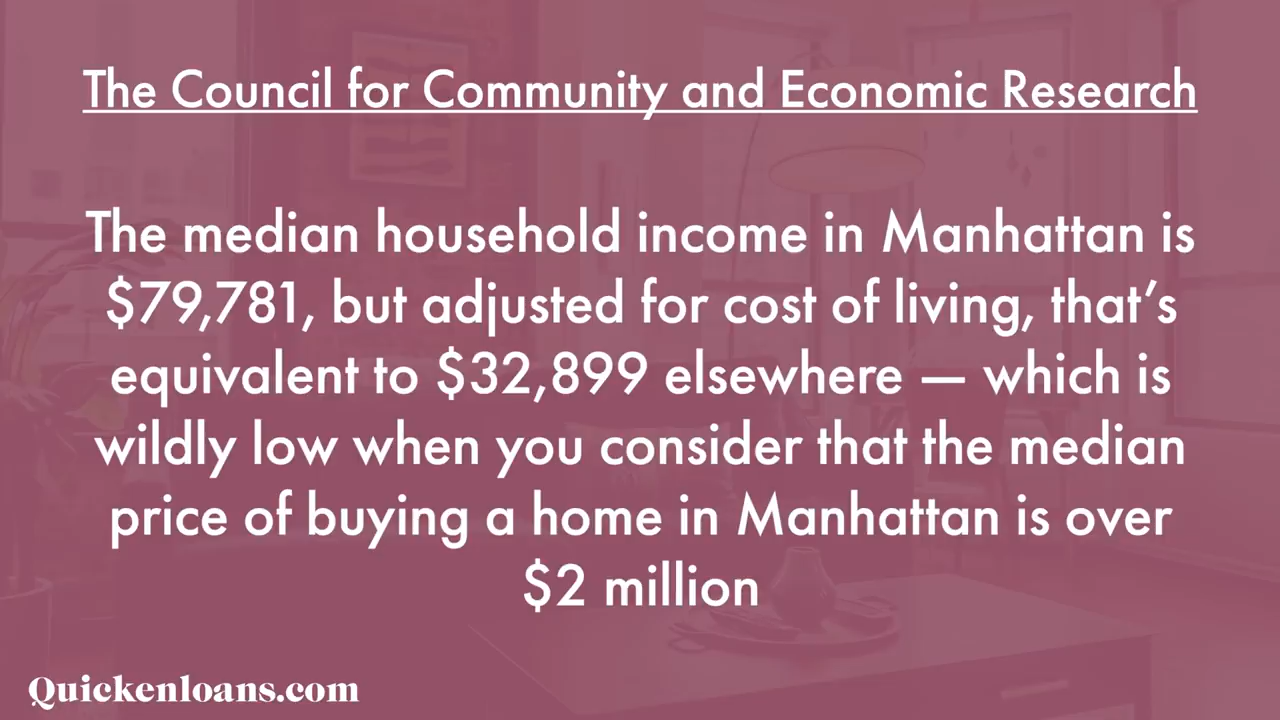 The Council for Community and Economic Research
The median household income in Manhattan is
$79,781, but adjusted for cost of living, that’s
equivalent to $32,899 elsewhere — which is
wildly low when you consider that the median
price of buying a home in Manhattan is over
$2 million
Quickenloans.com